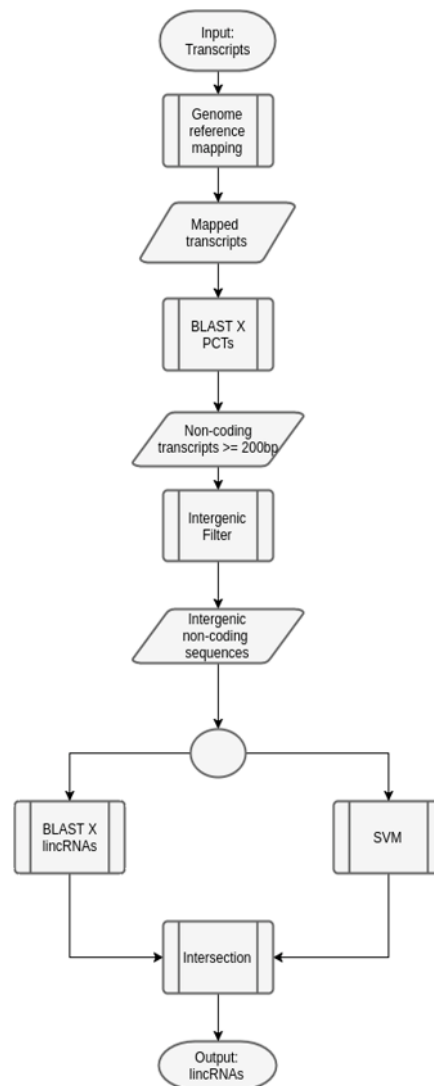 Input:
Transcripts
Genome
reference
mapping
Mapped
transcripts
BLAST X
PCTs
Non-coding
transcripts >= 200bp
Intergenic
Filter
Intergenic
non-coding
sequences
BLAST X
lincRNAs
SVM
Intersection
Output:
lincRNAs